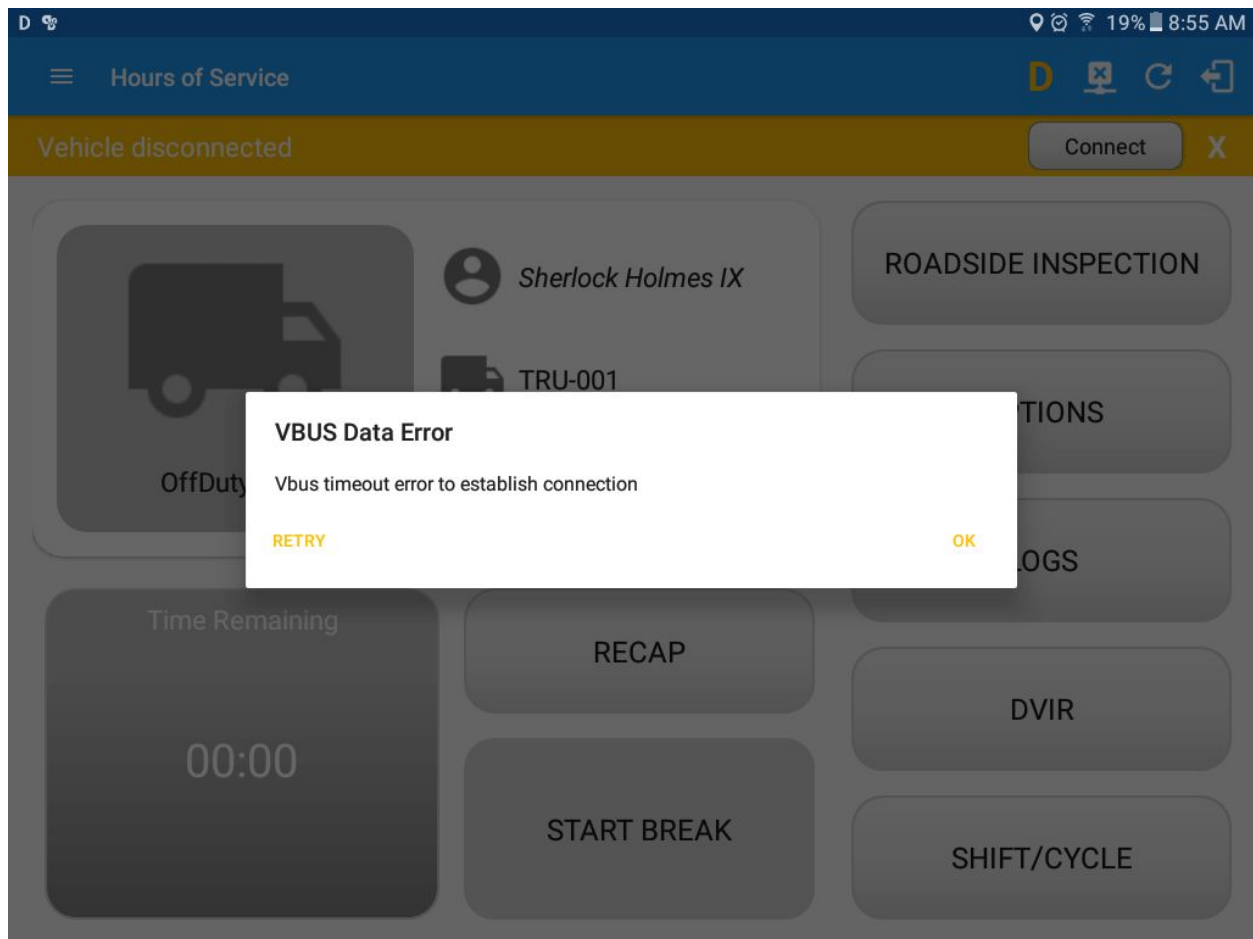 D 19% 8:55 AM
Hours of Service D
Vehicle disconnected Connect X
Sherlock Holmes IX
TRU-001
OffDuty
ROADSIDE INSPECTION
PTIONS
OGS
DVIR
SHIFT/CYCLE
VBUS Data Error
Vbus timeout error to establish connection
RETRY OK
Time Remaining
00:00
RECAP
START BREAK